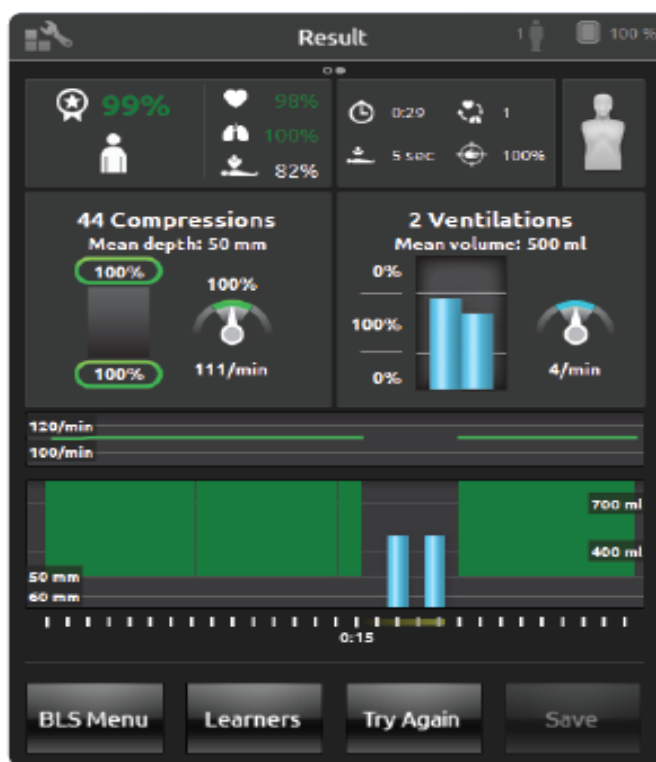 Result
1
100 %
99%
98%
100%
82%
0:29
1
5 sec
100%
44 Compressions
Mean depth: 50 mm
100%
100%
100%
111/min
2 Ventilations
Mean volume: 500 ml
0%
100%
0%
4/min
120/min
100/min
700 ml
400 ml
50 mm
60 mm
0:15
BLS Menu
Learners
Try Again
Save